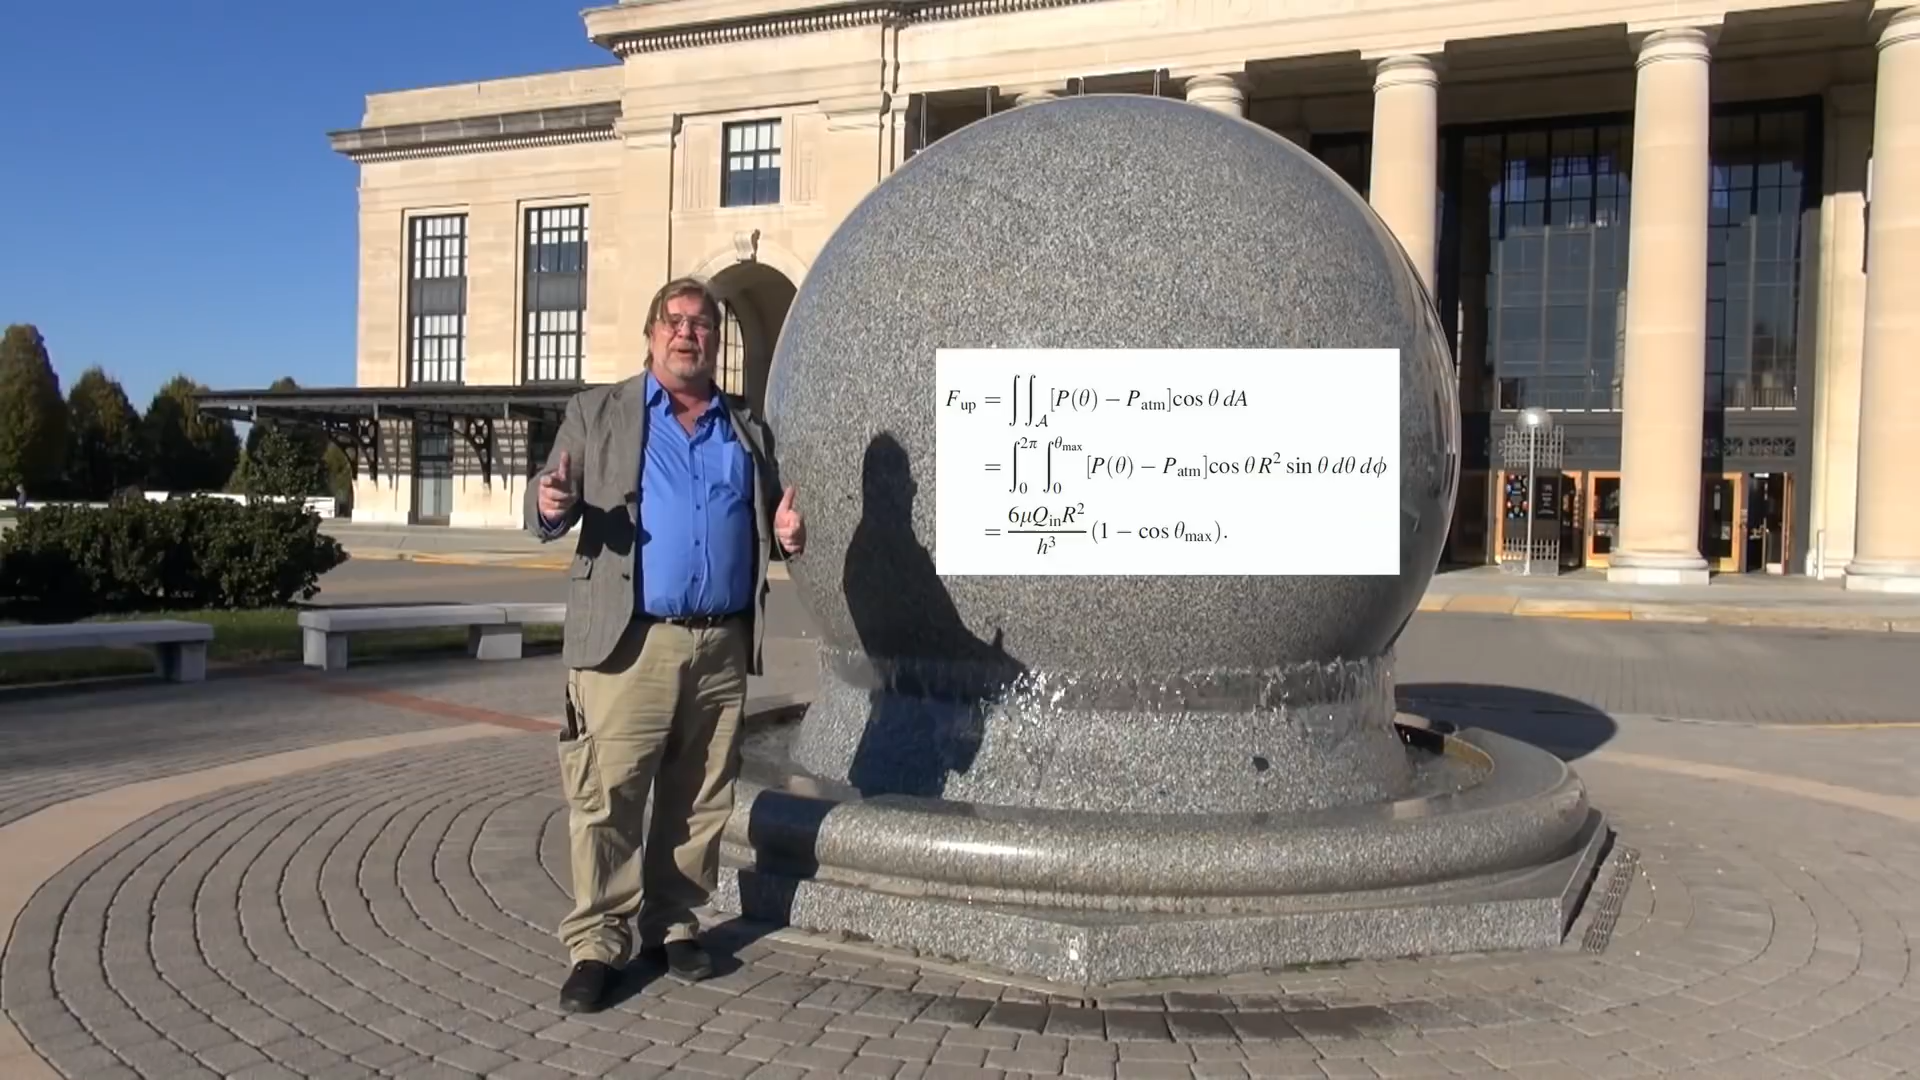 F_up = ∬_𝒜 [P(θ) − P_atm] cos θ dA
= ∫_0^{2π} ∫_0^{θ_max} [P(θ) − P_atm] cos θ R² sin θ dθ dϕ
= \frac{6μQ_in R²}{h³} (1 − cos θ_max).